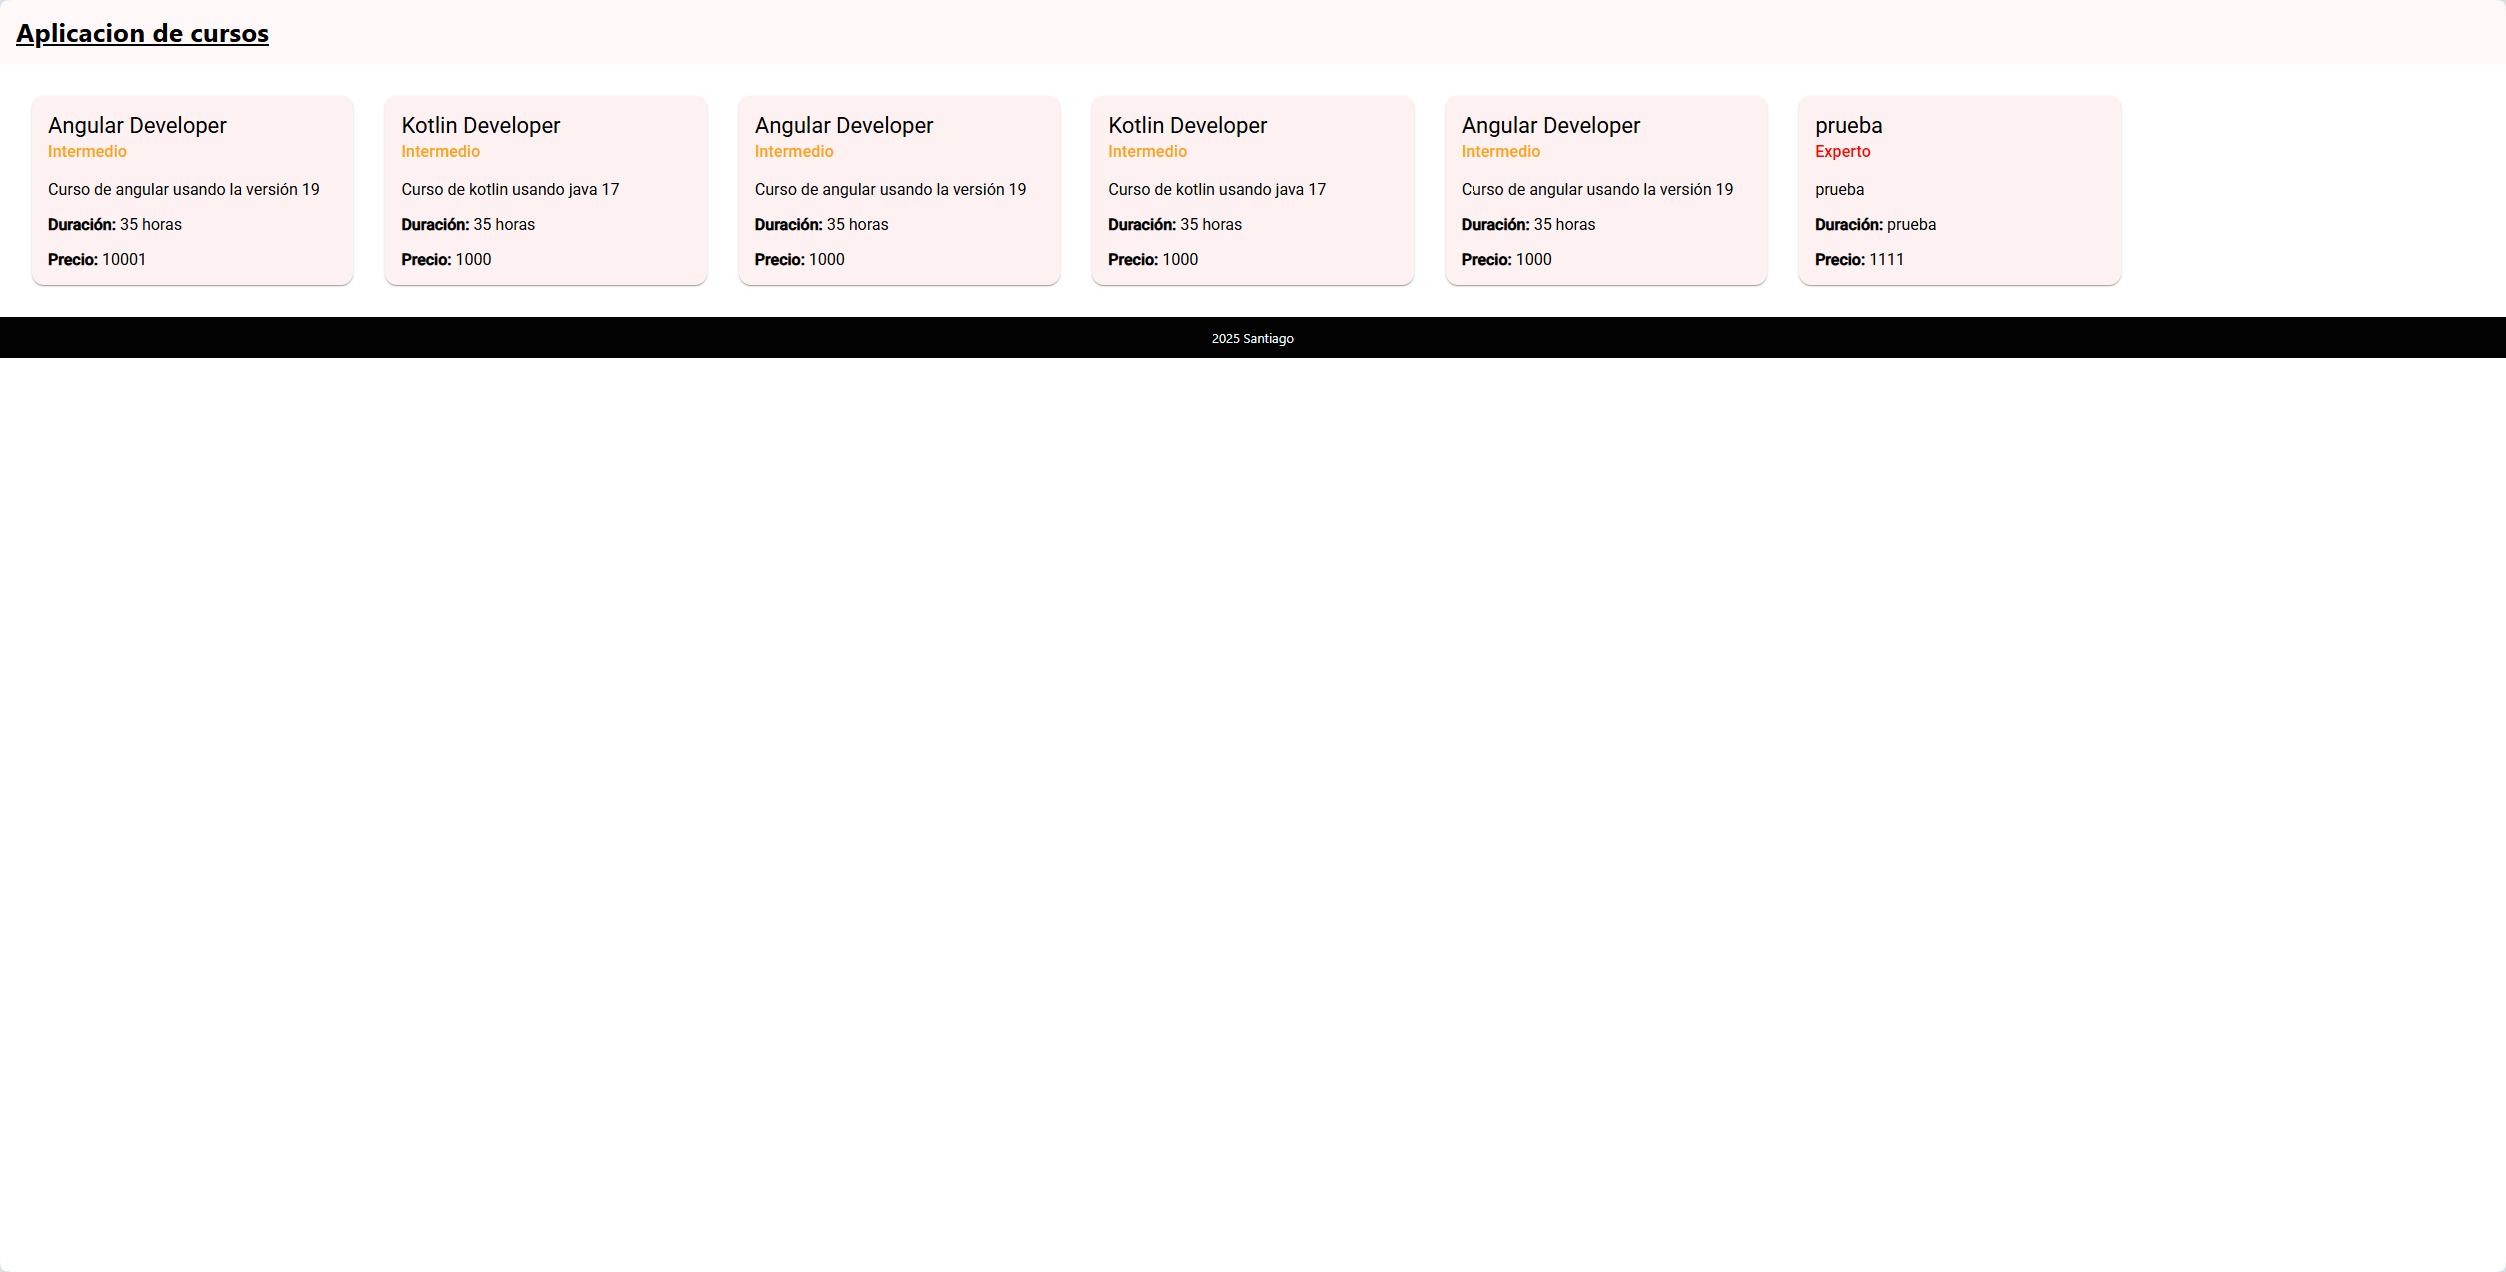 Aplicacion de cursos
Angular Developer
Intermedio
Curso de angular usando la versión 19
Duración: 35 horas
Precio: 10001
Kotlin Developer
Intermedio
Curso de kotlin usando java 17
Duración: 35 horas
Precio: 1000
Angular Developer
Intermedio
Curso de angular usando la versión 19
Duración: 35 horas
Precio: 1000
Kotlin Developer
Intermedio
Curso de kotlin usando java 17
Duración: 35 horas
Precio: 1000
Angular Developer
Intermedio
Curso de angular usando la versión 19
Duración: 35 horas
Precio: 1000
prueba
Experto
prueba
Duración: prueba
Precio: 1111
2025 Santiago